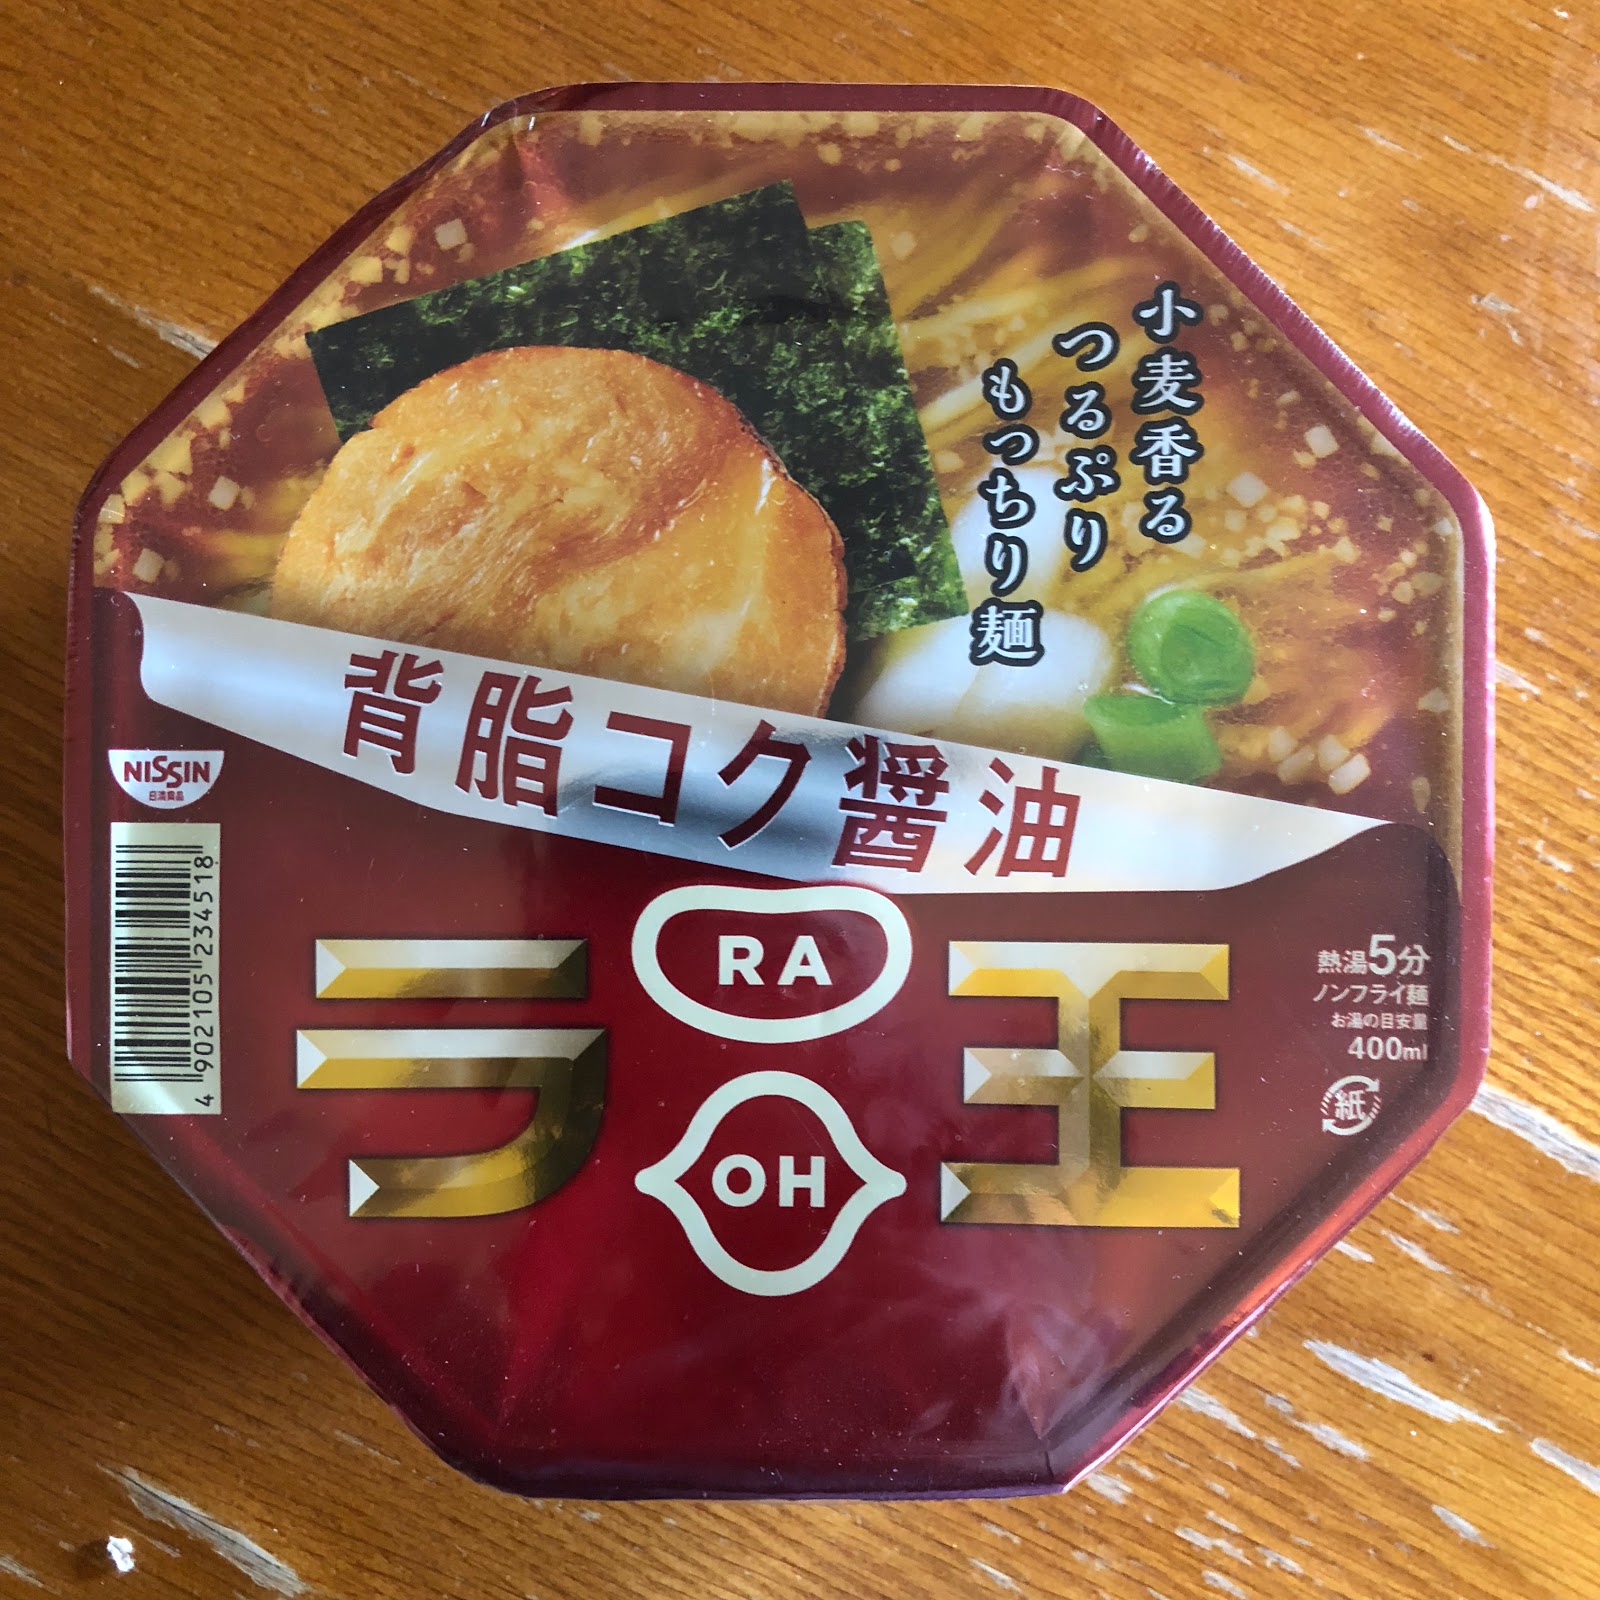 小麦香る
つるぷり
もっちり麺
背脂コク醤油
NISSIN
日清食品
4 902105 234518
ラ王
RA
OH
熱湯5分
ノンフライ麺
お湯の目安量
400ml
紙